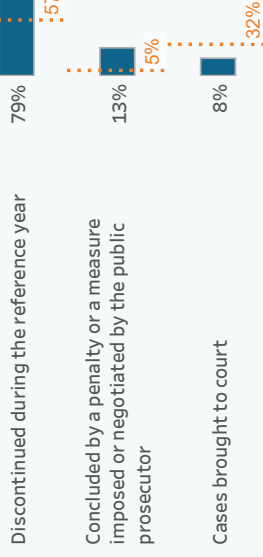 Discontinued during the reference year
79%
Concluded by a penalty or a measure
imposed or negotiated by the public
prosecutor
13%
5%
Cases brought to court
8%
32%